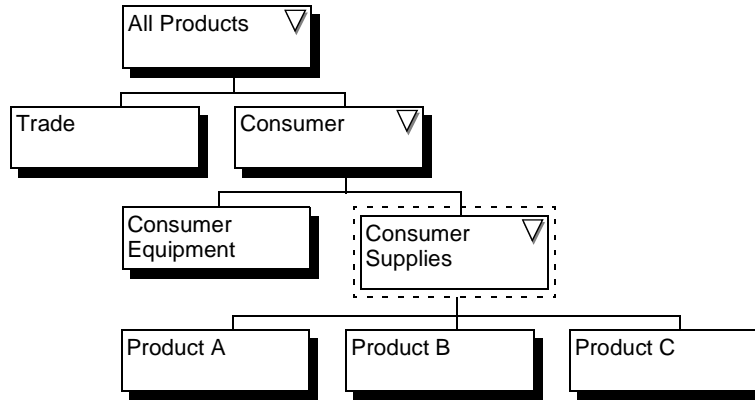 All Products
Trade
Consumer
Consumer
Equipment
Consumer
Supplies
Product A
Product B
Product C